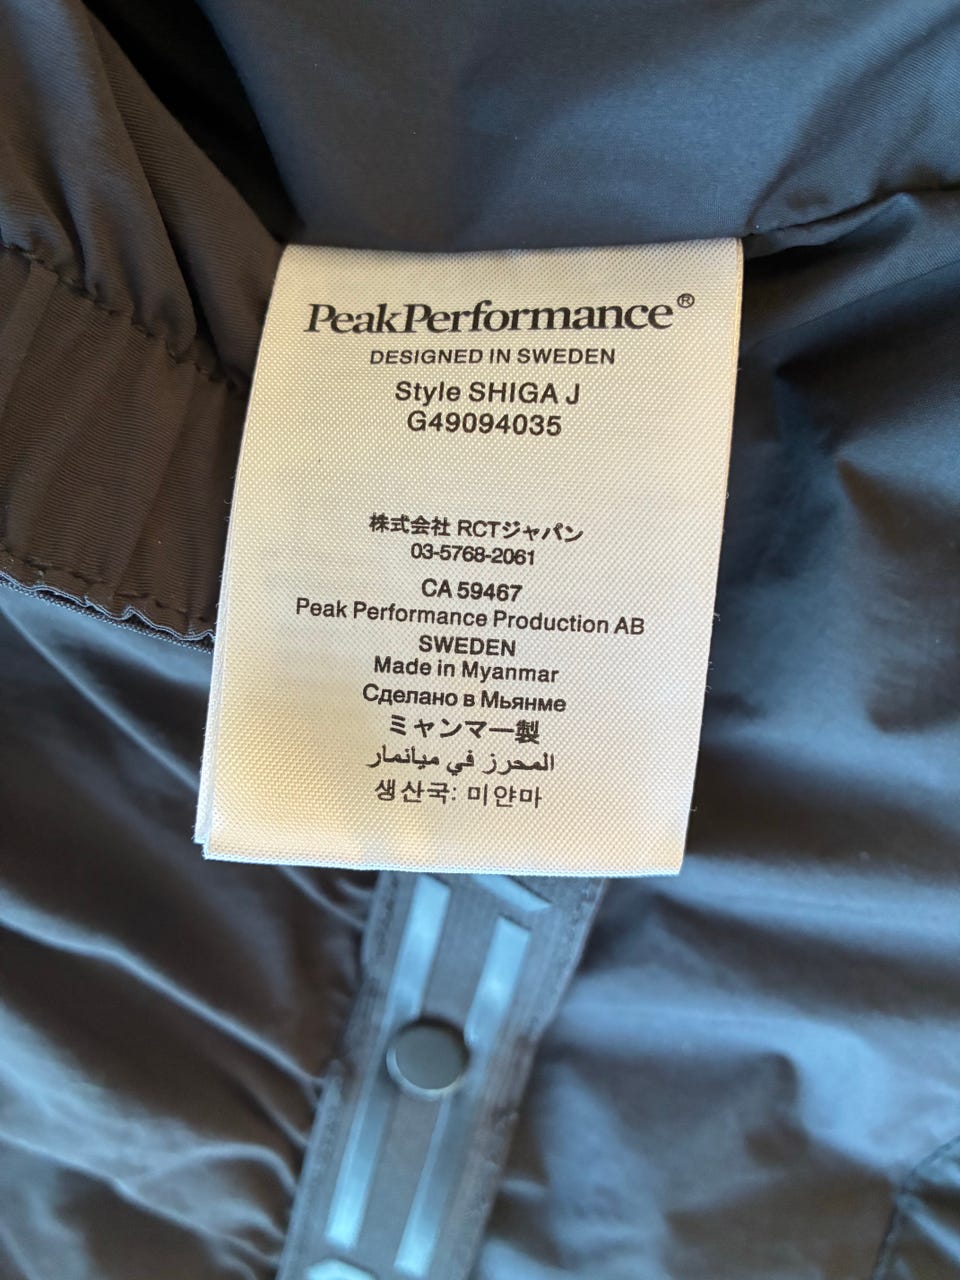 PeakPerformance®
DESIGNED IN SWEDEN
Style SHIGA J
G49094035
株式会社 RCTジャパン
03-5768-2061
CA 59467
Peak Performance Production AB
SWEDEN
Made in Myanmar
Сделано в Мьянме
ミャンマー製
المحرز في ميانمار
생산국: 미얀마